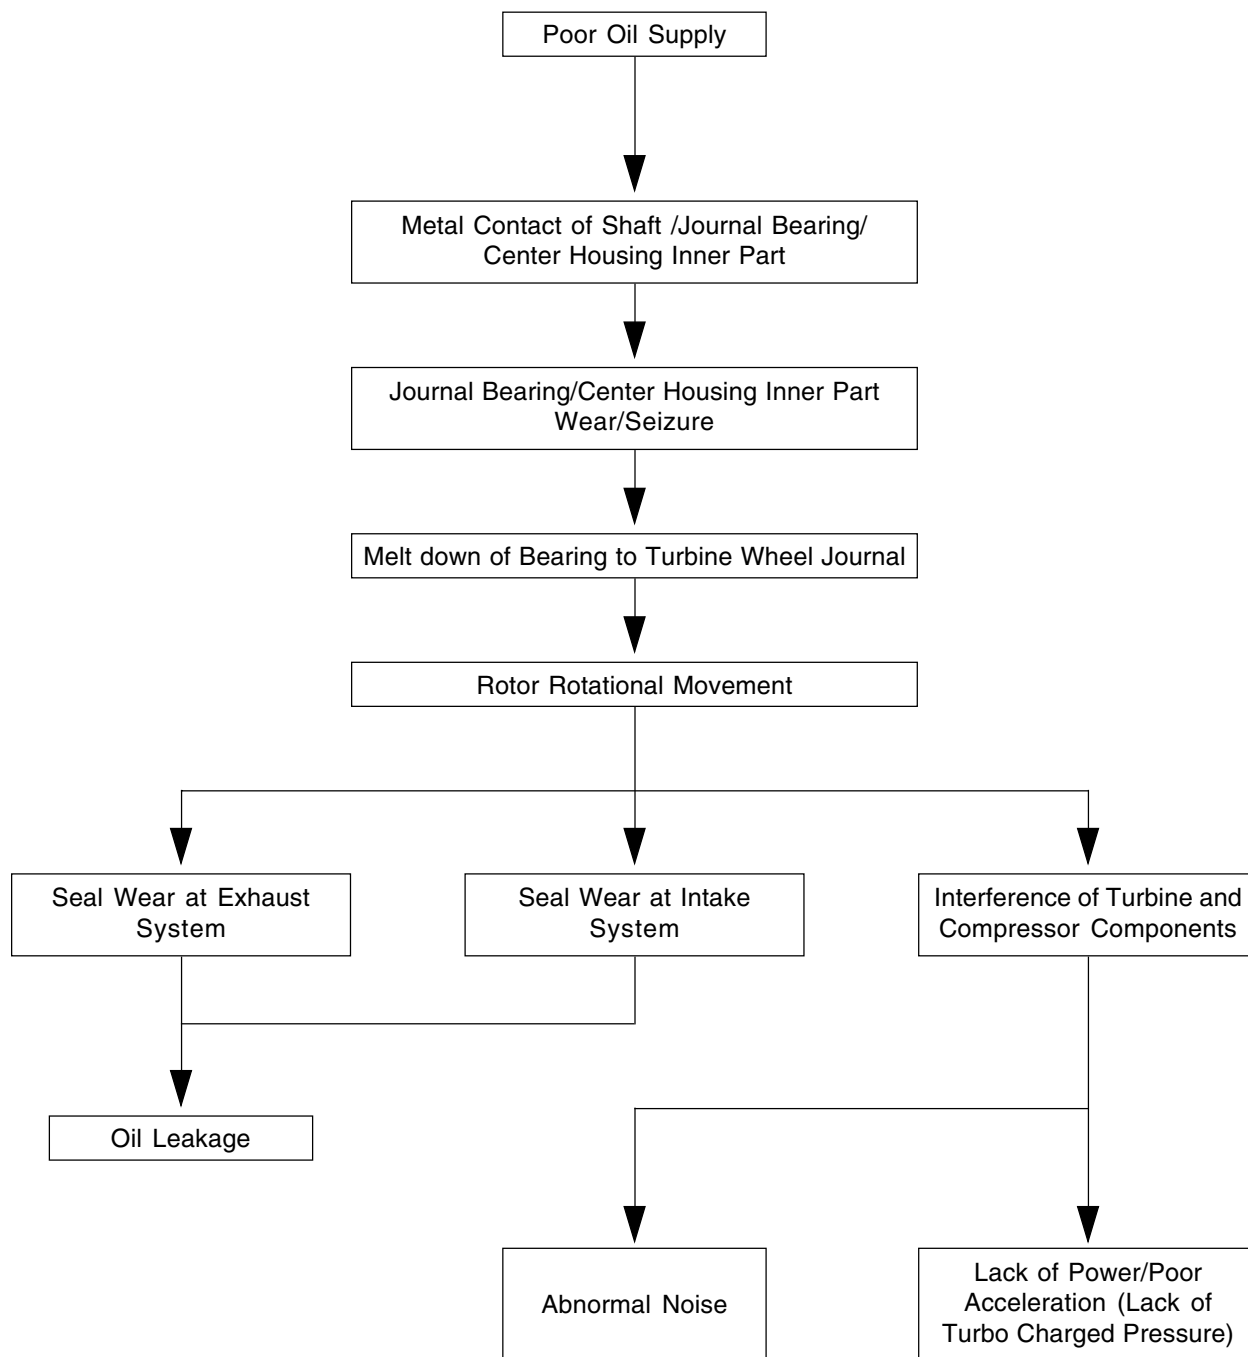 Poor Oil Supply
Metal Contact of Shaft /Journal Bearing/
Center Housing Inner Part
Journal Bearing/Center Housing Inner Part
Wear/Seizure
Melt down of Bearing to Turbine Wheel Journal
Rotor Rotational Movement
Seal Wear at Exhaust
System
Seal Wear at Intake
System
Interference of Turbine and
Compressor Components
Oil Leakage
Abnormal Noise
Lack of Power/Poor
Acceleration (Lack of
Turbo Charged Pressure)